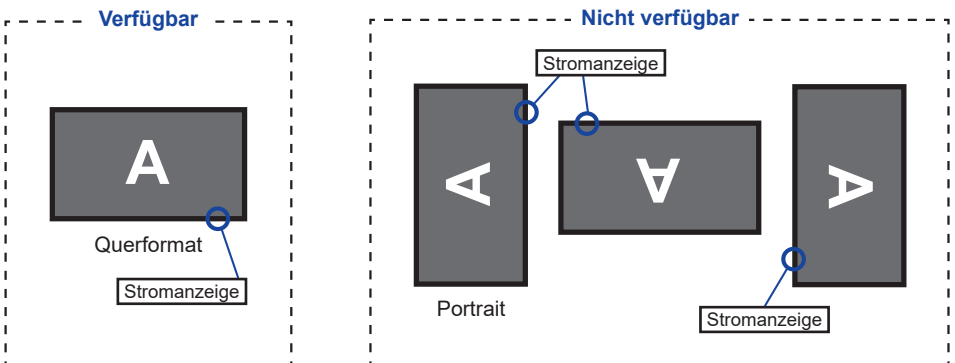 Verfügbar
A
Querformat
Stromanzeige
Nicht verfügbar
Stromanzeige
A
A
A
Portrait
Stromanzeige